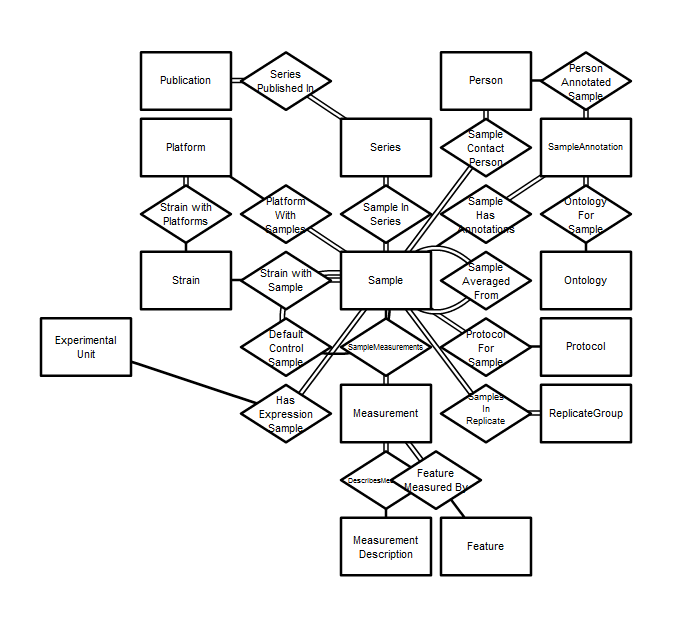 Publication
Series
Published In
Person
Person
Annotated
Sample
Platform
Series
Sample
Contact
Person
SampleAnnotation
Strain with
Platforms
Platform
With
Samples
Sample In
Series
Sample
Has
Annotations
Ontology
For
Sample
Strain
Strain with
Sample
Sample
Sample
Averaged
From
Ontology
Experimental
Unit
Default
Control
Sample
SampleMeasurements
Protocol
For
Sample
Protocol
Has
Expression
Sample
Measurement
Samples
In
Replicate
ReplicateGroup
Feature
Measured By
Measurement
Description
Feature